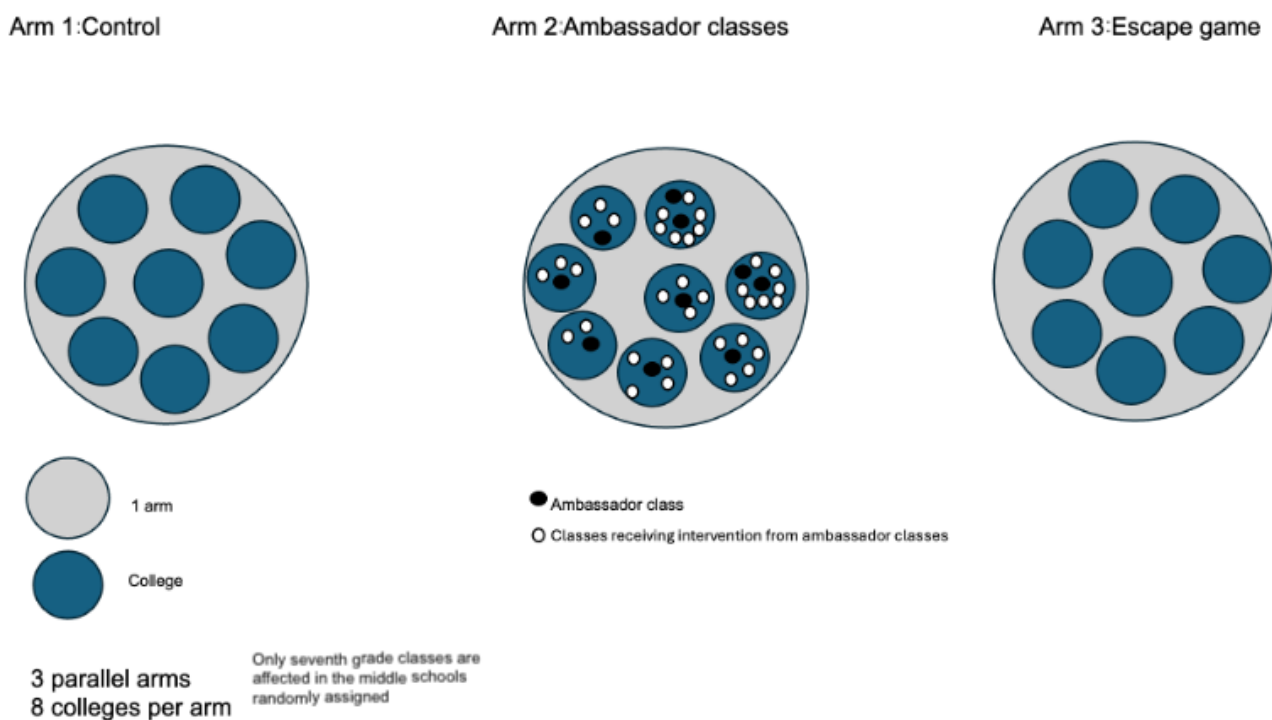 Arm 1:Control
Arm 2:Ambassador classes
Arm 3:Escape game
1 arm
College
Ambassador class
Classes receiving intervention from ambassador classes
3 parallel arms
8 colleges per arm
Only seventh grade classes are
affected in the middle schools
randomly assigned